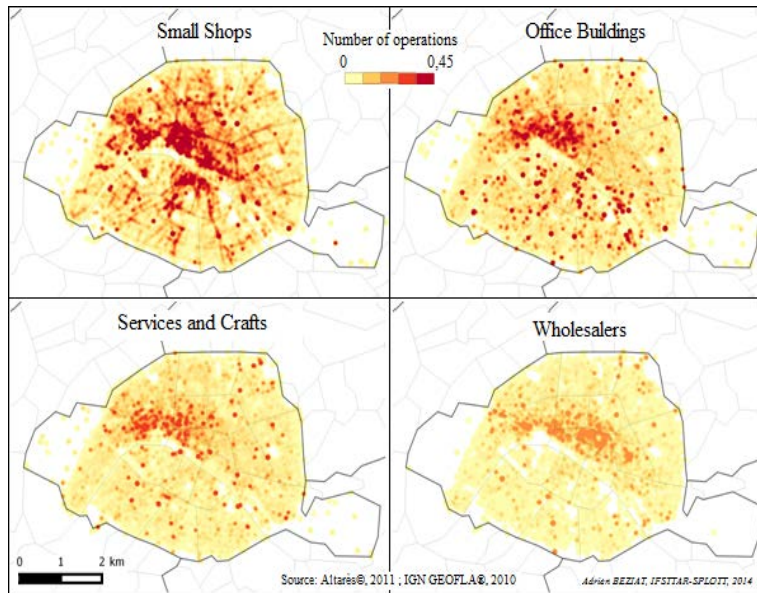 Small Shops
Office Buildings
Number of operations
0 0,45
Services and Crafts
Wholesalers
0 1 2 km
Source: Altarès©, 2011 ; IGN GEOFLA®, 2010
Adrien BEZIAT, IFSTTAR-SPLOTT, 2014